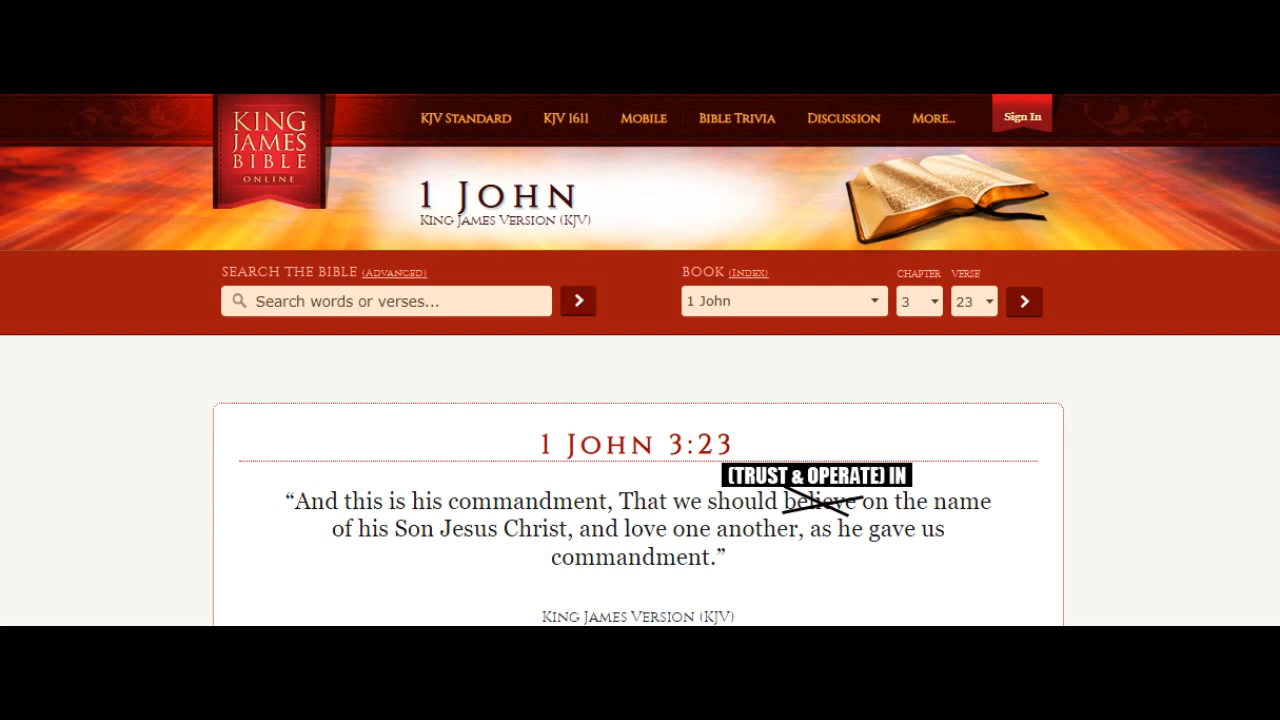 KING JAMES BIBLE ONLINE
KJV STANDARD KJV 1611 MOBILE BIBLE TRIVIA DISCUSSION MORE... Sign In
1 JOHN
KING JAMES VERSION (KJV)
SEARCH THE BIBLE (ADVANCED) BOOK (INDEX) CHAPTER VERSE
Search words or verses... 1 John 3 23
1 JOHN 3:23
(TRUST & OPERATE) IN
“And this is his commandment, That we should believe on the name
of his Son Jesus Christ, and love one another, as he gave us
commandment.”
KING JAMES VERSION (KJV)